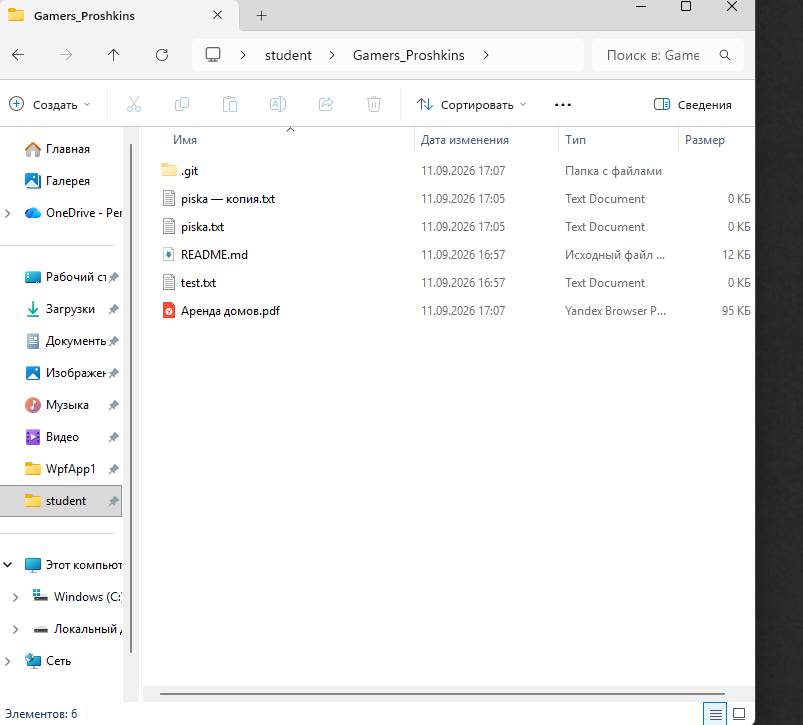 Gamers_Proshkins
student Gamers_Proshkins Поиск в: Game
Создать Сортировать Сведения
Имя Дата изменения Тип Размер
.git 11.09.2026 17:07 Папка с файлами
piska — копия.txt 11.09.2026 17:05 Text Document 0 КБ
piska.txt 11.09.2026 17:05 Text Document 0 КБ
README.md 11.09.2026 16:57 Исходный файл ... 12 КБ
test.txt 11.09.2026 16:57 Text Document 0 КБ
Аренда домов.pdf 11.09.2026 17:07 Yandex Browser P... 95 КБ
Главная
Галерея
OneDrive - Per
Рабочий ст
Загрузки
Документь
Изображен
Музыка
Видео
WpfApp1
student
Этот компьют
Windows (C:)
Локальный д
Сеть
Элементов: 6